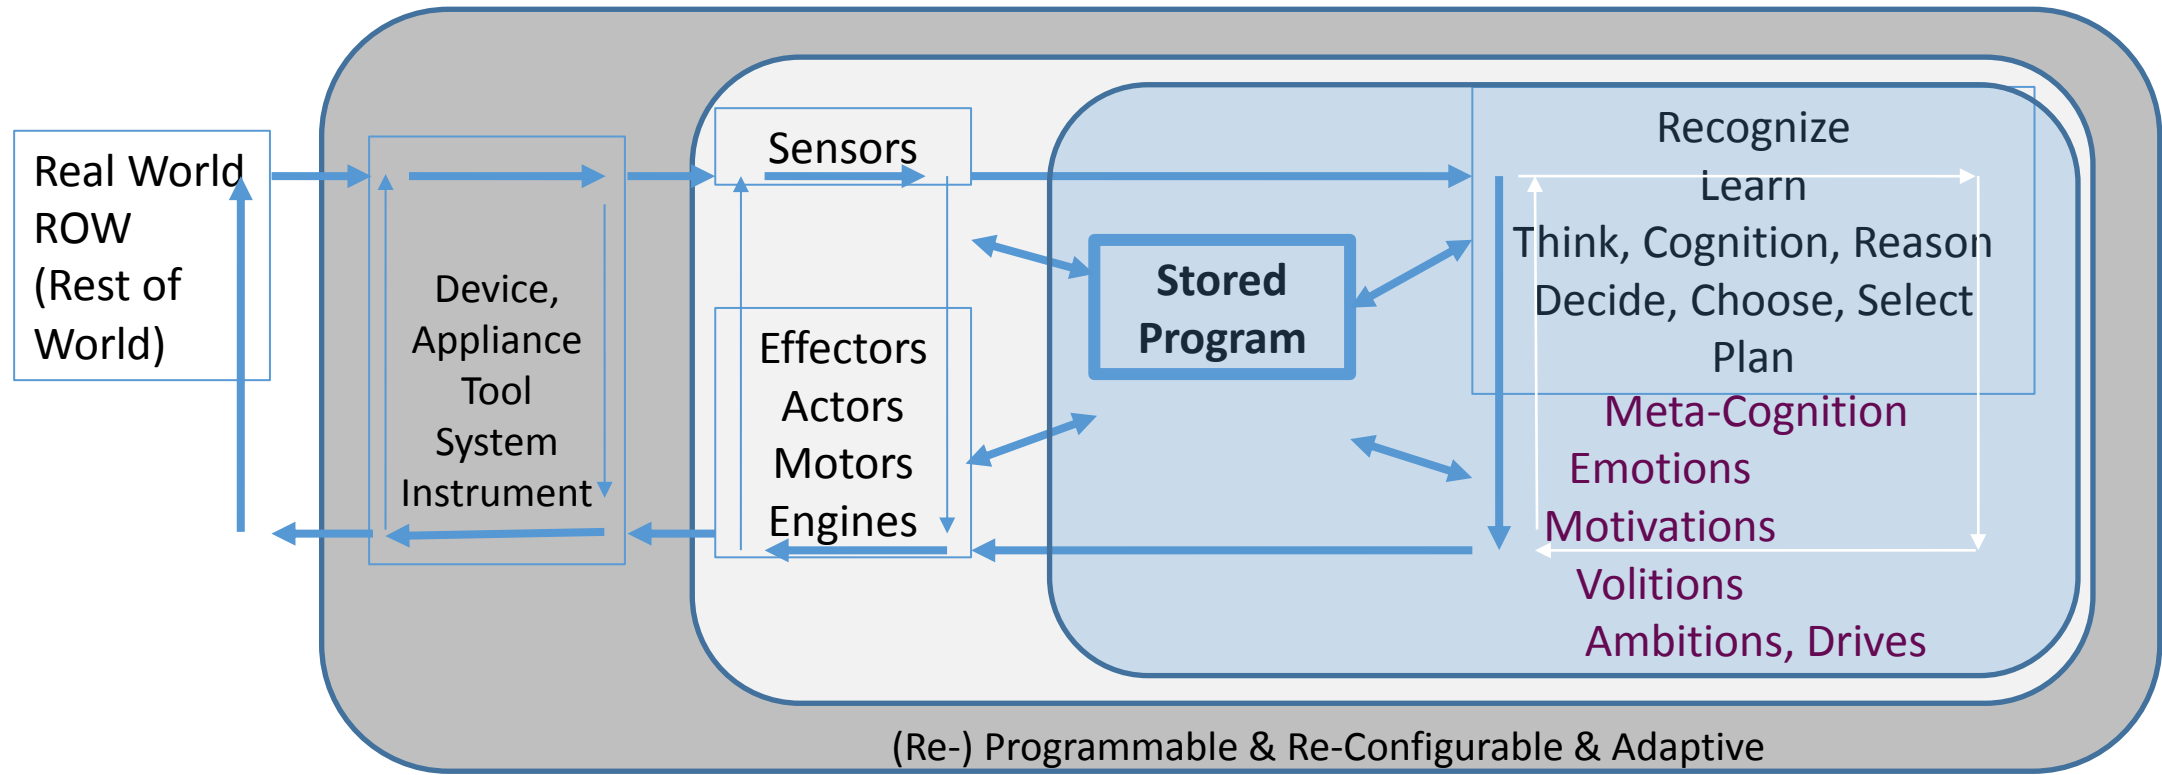 Real World
ROW
(Rest of
World)
Device,
Appliance
Tool
System
Instrument
Sensors
Effectors
Actors
Motors
Engines
Stored
Program
Recognize
Learn
Think, Cognition, Reason
Decide, Choose, Select
Plan
Meta-Cognition
Emotions
Motivations
Volitions
Ambitions, Drives
(Re-) Programmable & Re-Configurable & Adaptive